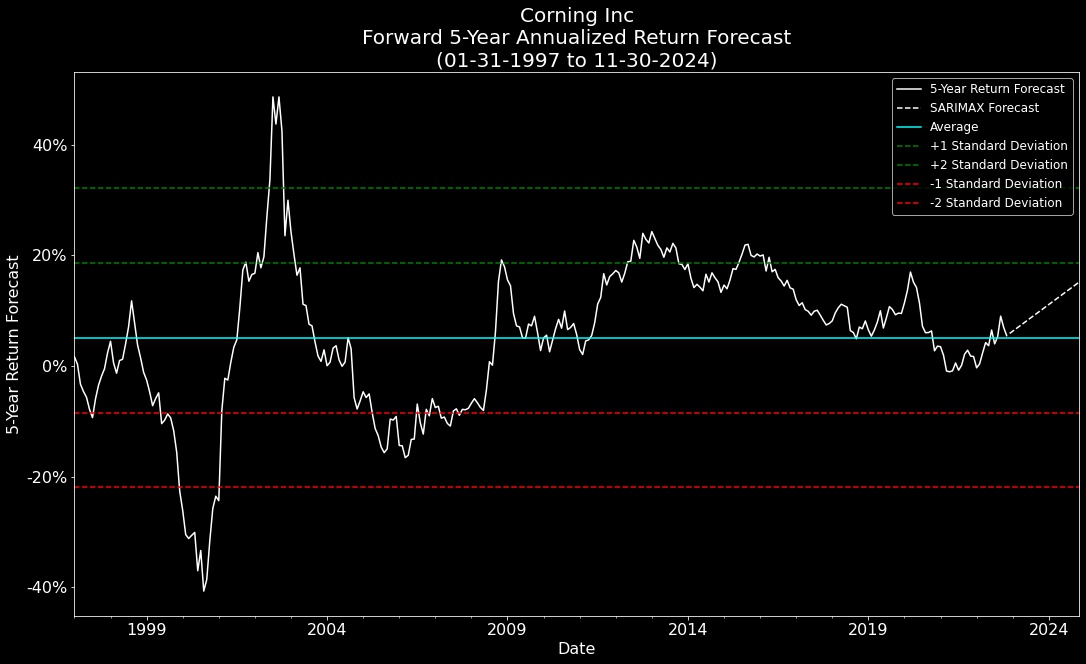 Corning Inc
Forward 5-Year Annualized Return Forecast
(01-31-1997 to 11-30-2024)
5-Year Return Forecast
SARIMAX Forecast
Average
+1 Standard Deviation
+2 Standard Deviation
-1 Standard Deviation
-2 Standard Deviation
5-Year Return Forecast
40%
20%
0%
-20%
-40%
1999
2004
2009
2014
2019
2024
Date